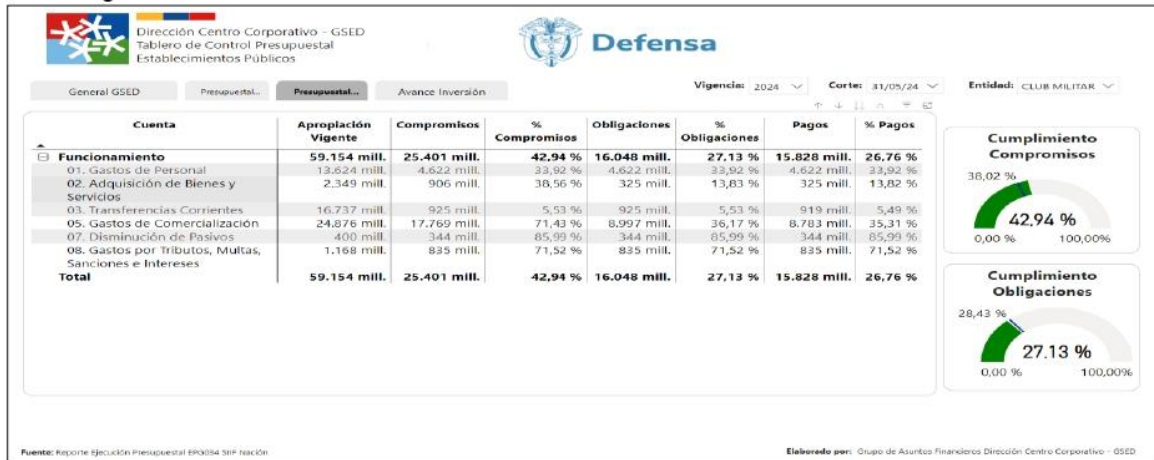 Dirección Centro Corporativo - GSED
Tablero de Control Presupuestal
Establecimientos Públicos
Defensa
General GSED
Presupuestal...
Presupuestal...
Avance Inversión
Vigencia: 2024
Corte: 31/05/24
Entidad: CLUB MILITAR
Cuenta Apropiación Vigente Compromisos % Compromisos Obligaciones % Obligaciones Pagos % Pagos
Funcionamiento 59.154 mill. 25.401 mill. 42,94 % 16.048 mill. 27,13 % 15.828 mill. 26,76 %
01. Gastos de Personal 13.624 mill. 4.622 mill. 33,92 % 4.622 mill. 33,92 % 4.622 mill. 33,92 %
02. Adquisición de Bienes y 2.349 mill. 906 mill. 38,56 % 325 mill. 13,83 % 325 mill. 13,82 %
Servicios
03. Transferencias Corrientes 16.737 mill. 925 mill. 5,53 % 925 mill. 5,53 % 919 mill. 5,49 %
05. Gastos de Comercialización 24.876 mill. 17.769 mill. 71,43 % 8.997 mill. 36,17 % 8.783 mill. 35,31 %
07. Disminución de Pasivos 400 mill. 344 mill. 85,99 % 344 mill. 85,99 % 344 mill. 85,99 %
08. Gastos por Tributos, Multas, 1.168 mill. 835 mill. 71,52 % 835 mill. 71,52 % 835 mill. 71,52 %
Sanciones e Intereses
Total 59.154 mill. 25.401 mill. 42,94 % 16.048 mill. 27,13 % 15.828 mill. 26,76 %
Cumplimiento
Compromisos
38,02 %
42,94 %
0,00 % 100,00%
Cumplimiento
Obligaciones
28,43 %
27.13 %
0,00 % 100,00%
Fuente: Reporte Ejecución Presupuestal EPG034 SIIF Nación
Elaborado por: Grupo de Asuntos Financieros Dirección Centro Corporativo - GSED